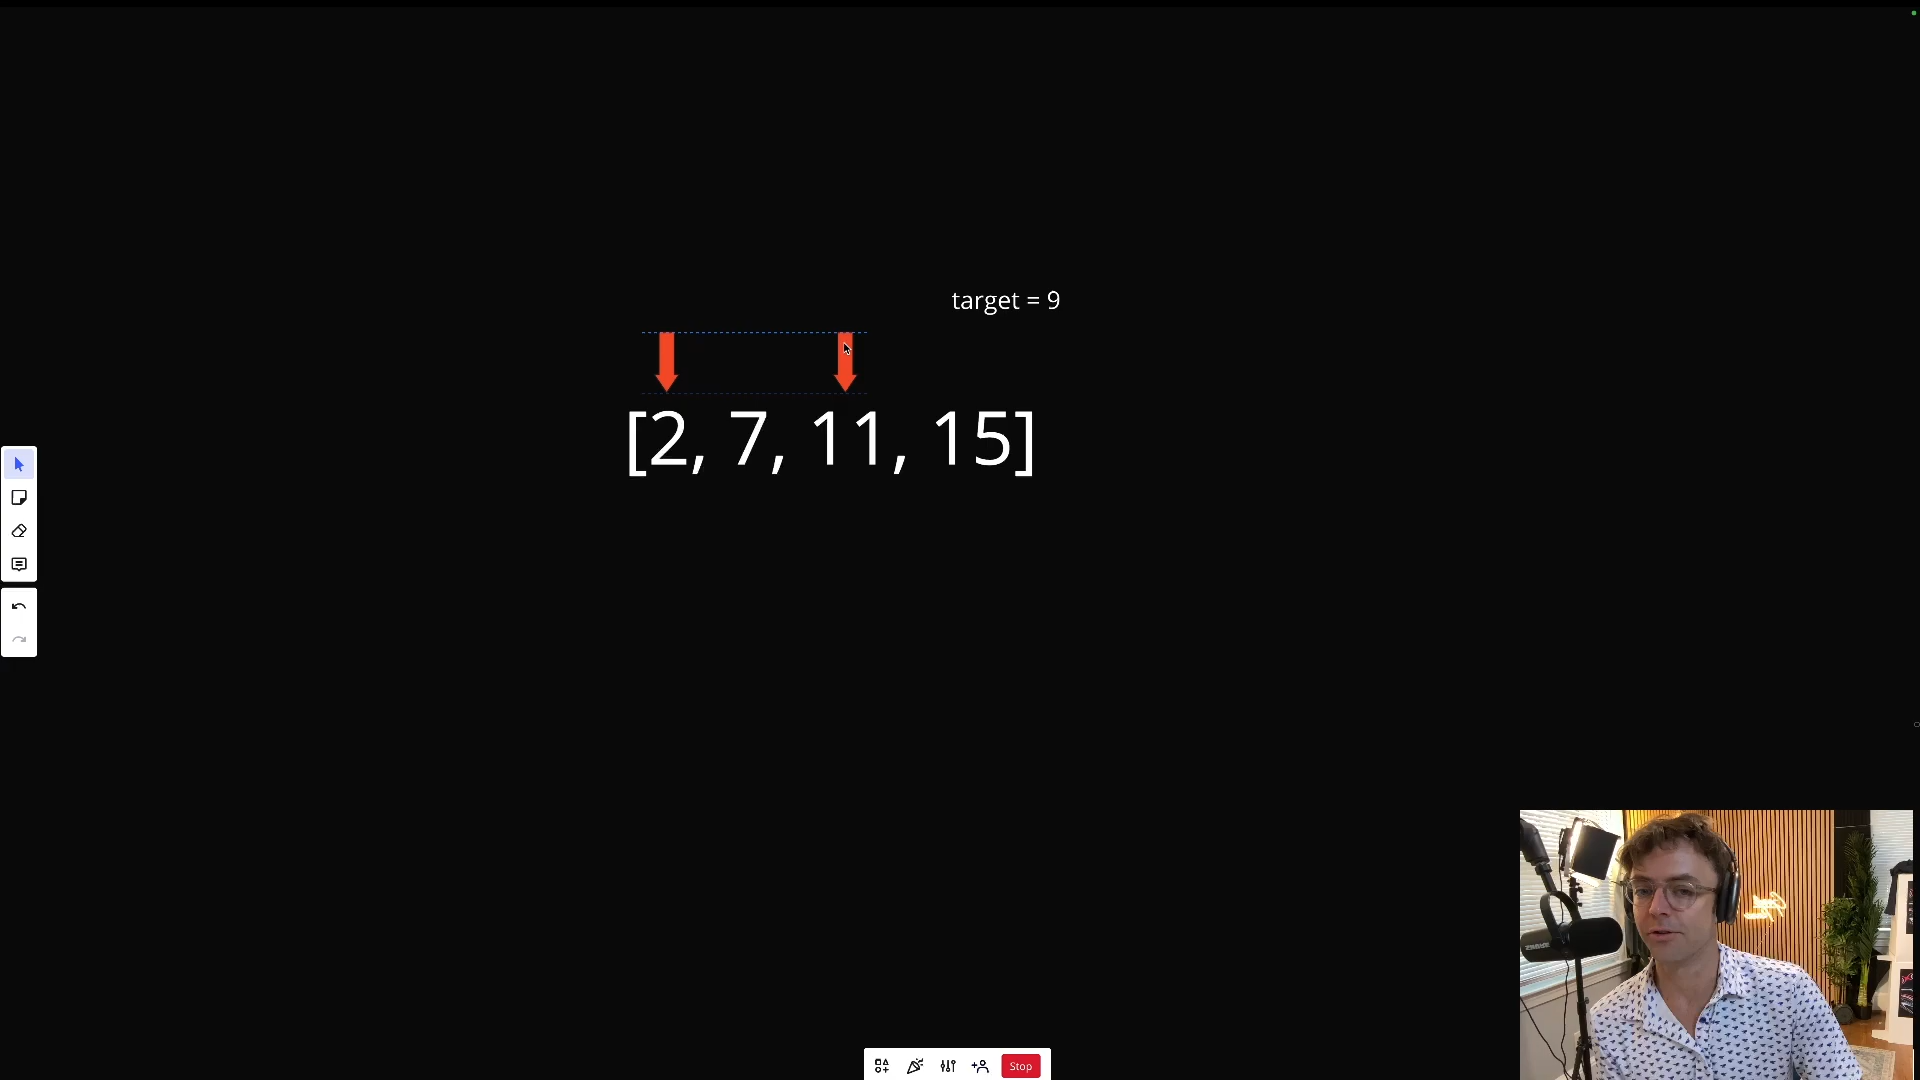 target = 9
[2, 7, 11, 15]
Stop